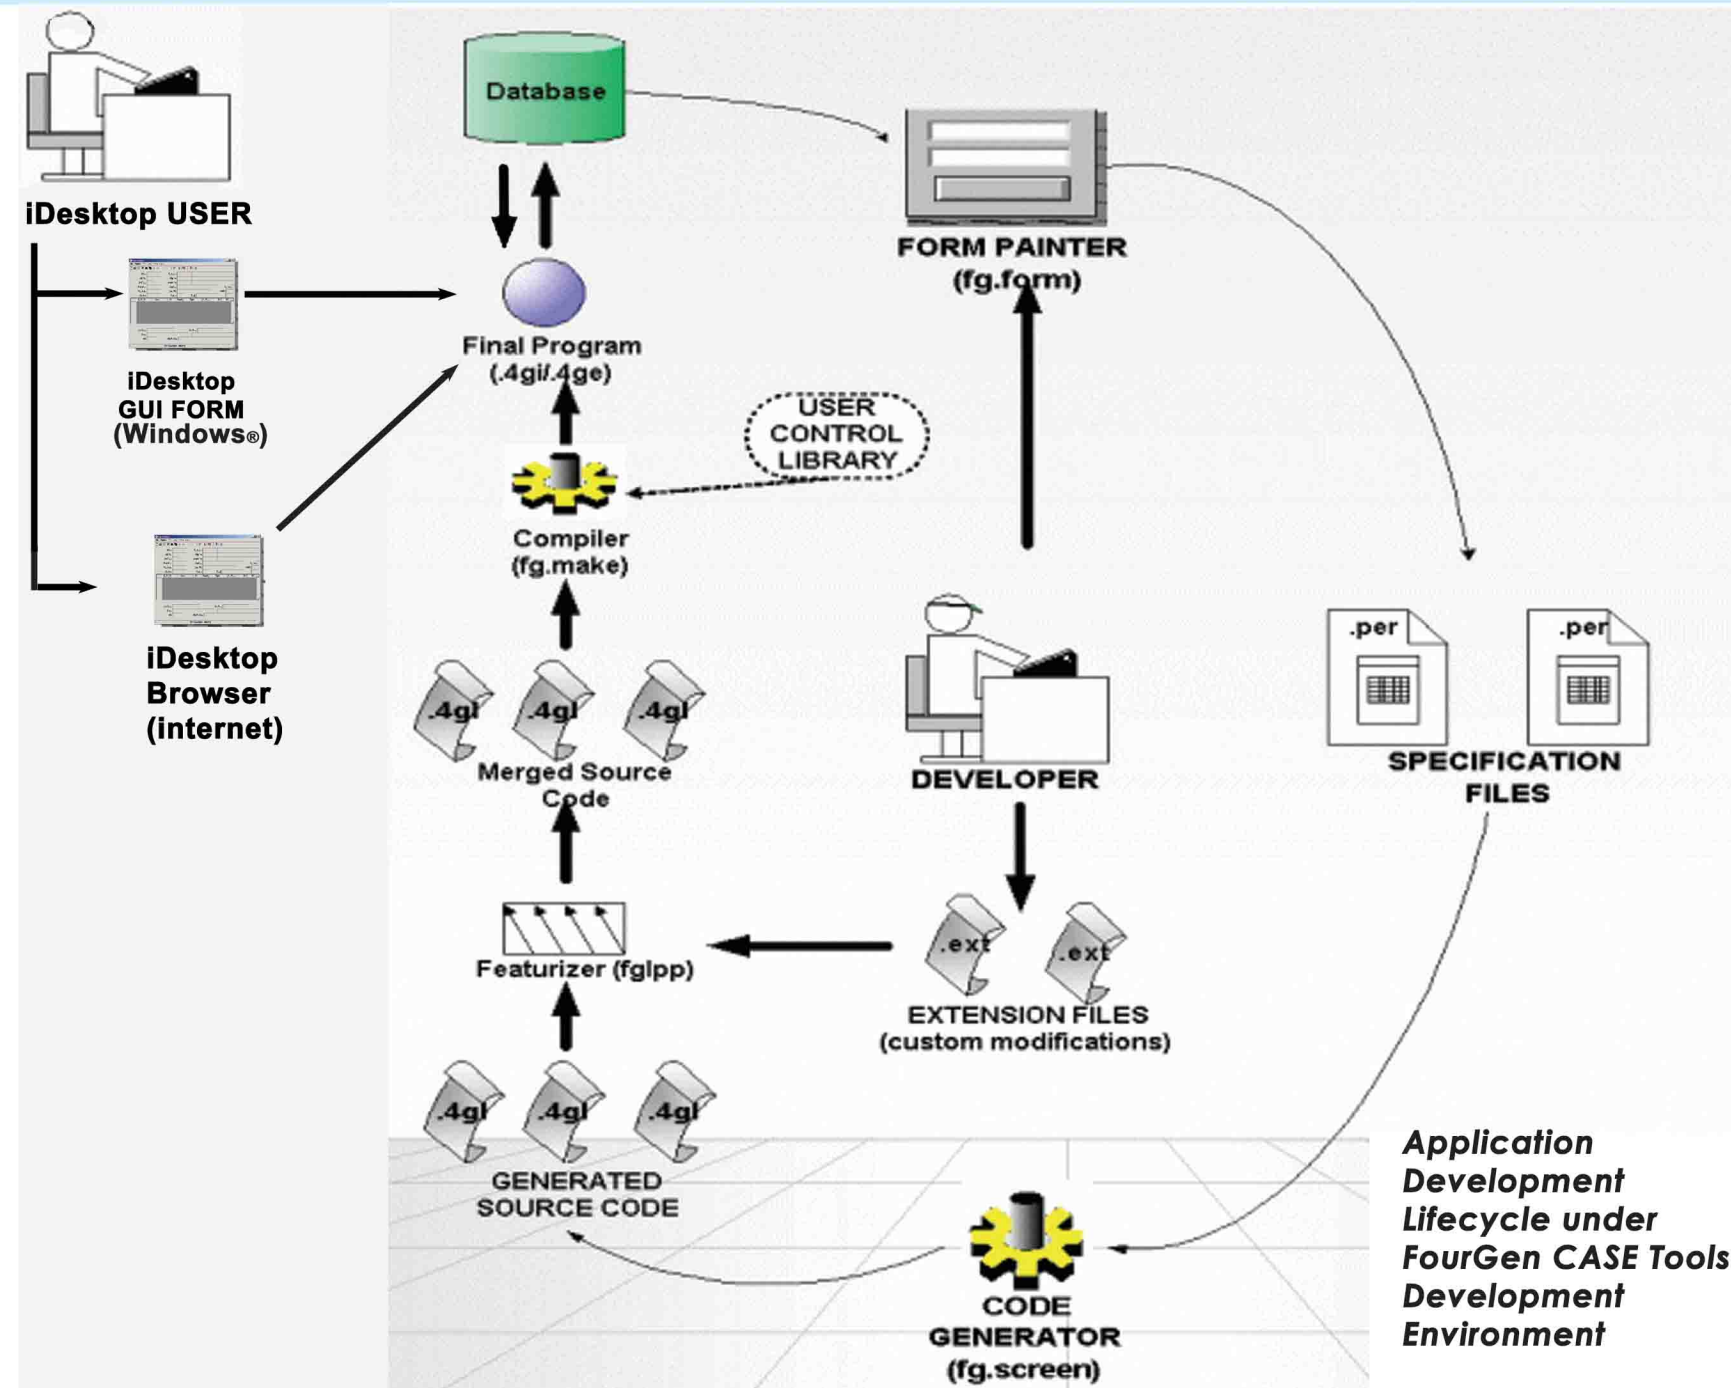 Database
iDesktop USER
FORM PAINTER
(fg.form)
Final Program
(.4gi/.4ge)
iDesktop
GUI FORM
(Windows®)
USER
CONTROL
LIBRARY
Compiler
(fg.make)
iDesktop
Browser
(internet)
.per
.per
.4gl
.4gl
.4gl
SPECIFICATION
FILES
DEVELOPER
Merged Source
Code
.ext
.ext
Featurizer (fglpp)
EXTENSION FILES
(custom modifications)
.4gl
.4gl
.4gl
GENERATED
SOURCE CODE
CODE
GENERATOR
(fg.screen)
Application
Development
Lifecycle under
FourGen CASE Tools
Development
Environment